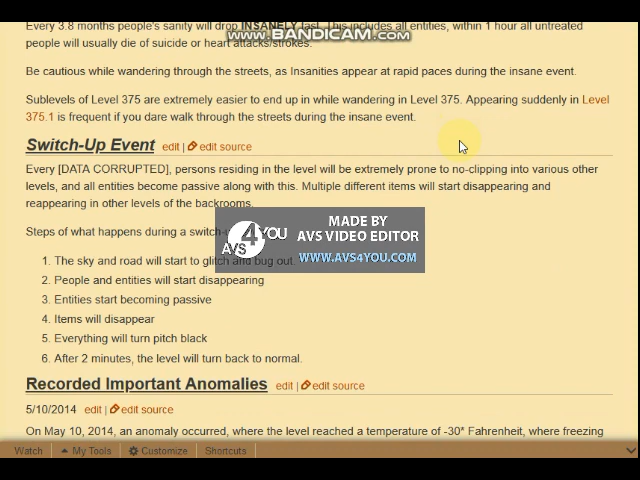 Every 3.8 months people's sanity will drop INSANELY fast. This includes all entities, within 1 hour all untreated
www.BANDICAM.com
people will usually die of suicide or heart attacks/strokes.
Be cautious while wandering through the streets, as Insanities appear at rapid paces during the insane event.
Sublevels of Level 375 are extremely easier to end up in while wandering in Level 375. Appearing suddenly in Level
375.1 is frequent if you dare walk through the streets during the insane event.
Switch-Up Event edit | edit source
Every [DATA CORRUPTED], persons residing in the level will be extremely prone to no-clipping into various other
levels, and all entities become passive along with this. Multiple different items will start disappearing and
reappearing in other levels of the backrooms.
Steps of what happens during a switch-
AVS4YOU
MADE BY
AVS VIDEO EDITOR
www.avs4you.com
1. The sky and road will start to glitch and bug out.
2. People and entities will start disappearing
3. Entities start becoming passive
4. Items will disappear
5. Everything will turn pitch black
6. After 2 minutes, the level will turn back to normal.
Recorded Important Anomalies edit | edit source
5/10/2014 edit | edit source
On May 10, 2014, an anomaly occurred, where the level reached a temperature of -30* Fahrenheit, where freezing
Watch My Tools Customize Shortcuts